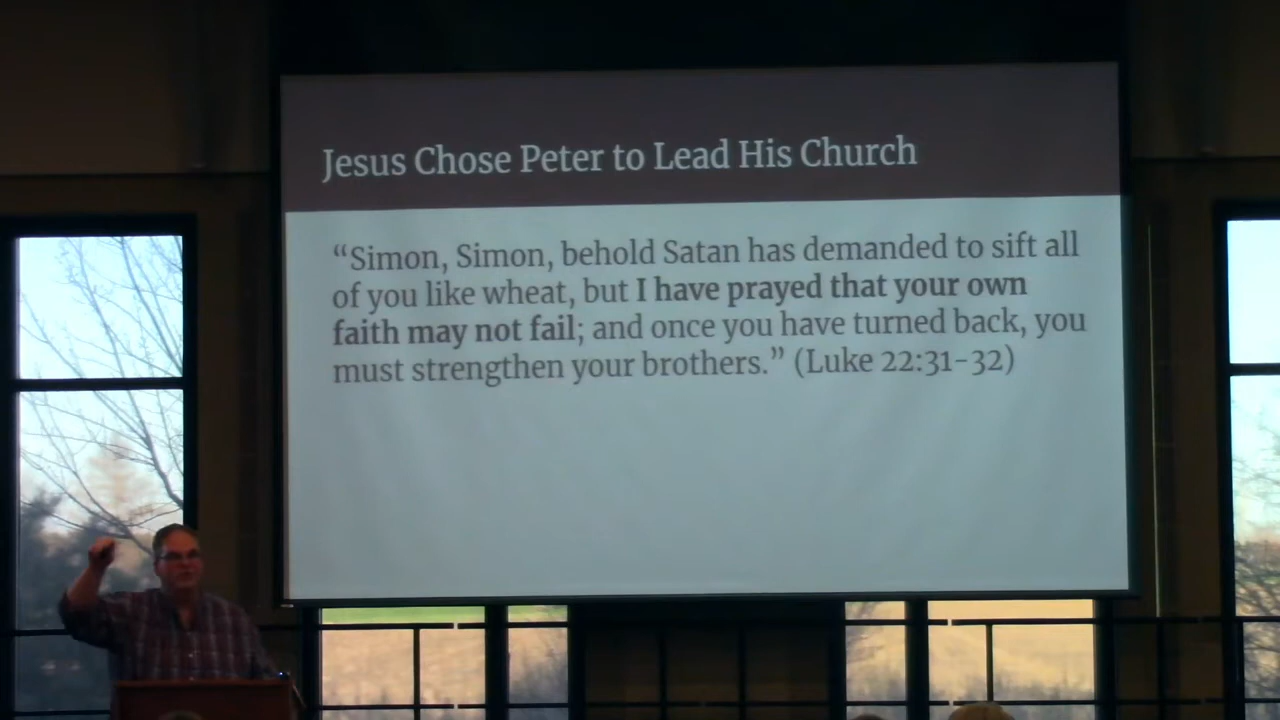 Jesus Chose Peter to Lead His Church
“Simon, Simon, behold Satan has demanded to sift all
of you like wheat, but I have prayed that your own
faith may not fail; and once you have turned back, you
must strengthen your brothers.” (Luke 22:31-32)